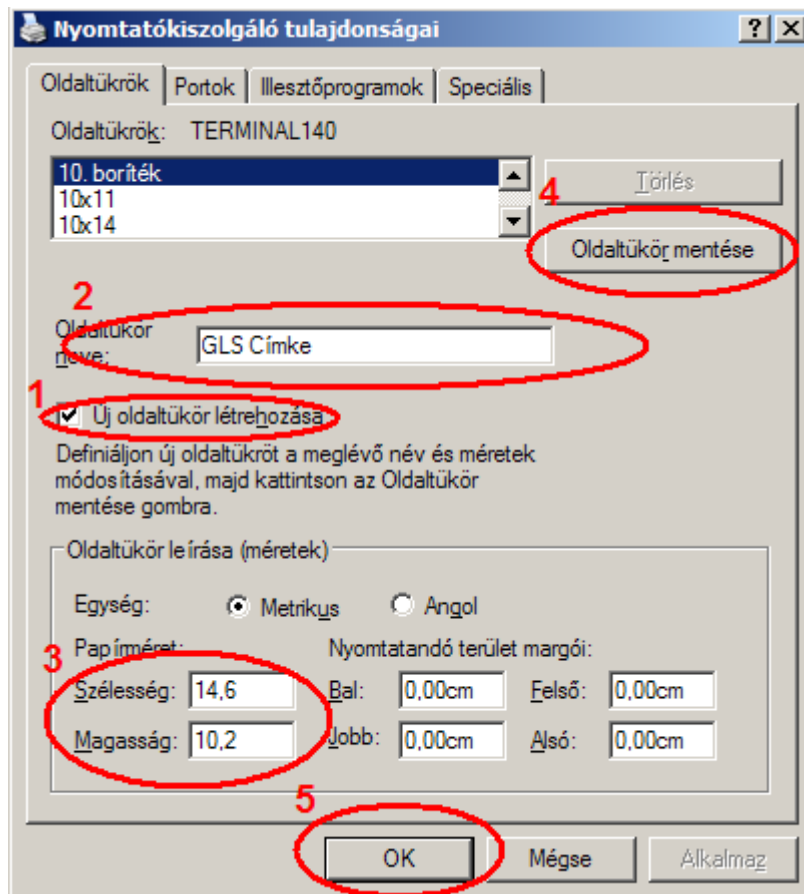 Nyomtatókiszolgáló tulajdonságai
Oldaltükrök Portok Illesztőprogramok Speciális
Oldaltükrök: TERMINAL140
10. boríték
10x11
10x14
Törlés
4
Oldaltükör mentése
2
Oldaltükör neve:
GLS Címke
1
Új oldaltükör létrehozása
Definiáljon új oldaltükröt a meglévő név és méretek
módosításával, majd kattintson az Oldaltükör
mentése gombra.
Oldaltükör leírása (méretek)
Egység: Metrikus Angol
Papírméret: Nyomtatandó terület margói:
3
Szélesség: 14,6 Bal: 0,00cm Felső: 0,00cm
Magasság: 10,2 Jobb: 0,00cm Alsó: 0,00cm
5
OK Mégse Alkalmaz